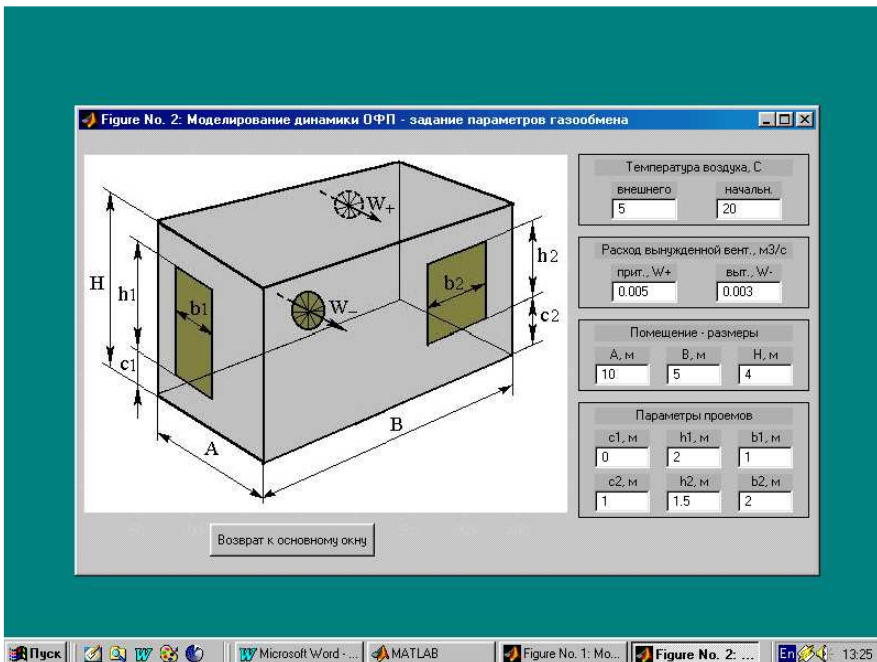 Figure No. 2: Моделирование динамики ОФП - задание параметров газообмена
Температура воздуха, С
внешнего начальн.
5 20
Расход вынужденной вент., м3/с
прит., W+ выт., W-
0.005 0.003
Помещение - размеры
А, м В, м Н, м
10 5 4
Параметры проемов
c1, м h1, м b1, м
0 2 1
c2, м h2, м b2, м
1 1.5 2
W+
H
h1
b1
c1
W−
b2
h2
c2
A
B
Возврат к основному окну
Пуск
Microsoft Word - ...
MATLAB
Figure No. 1: Mo...
Figure No. 2: ...
En
13:25